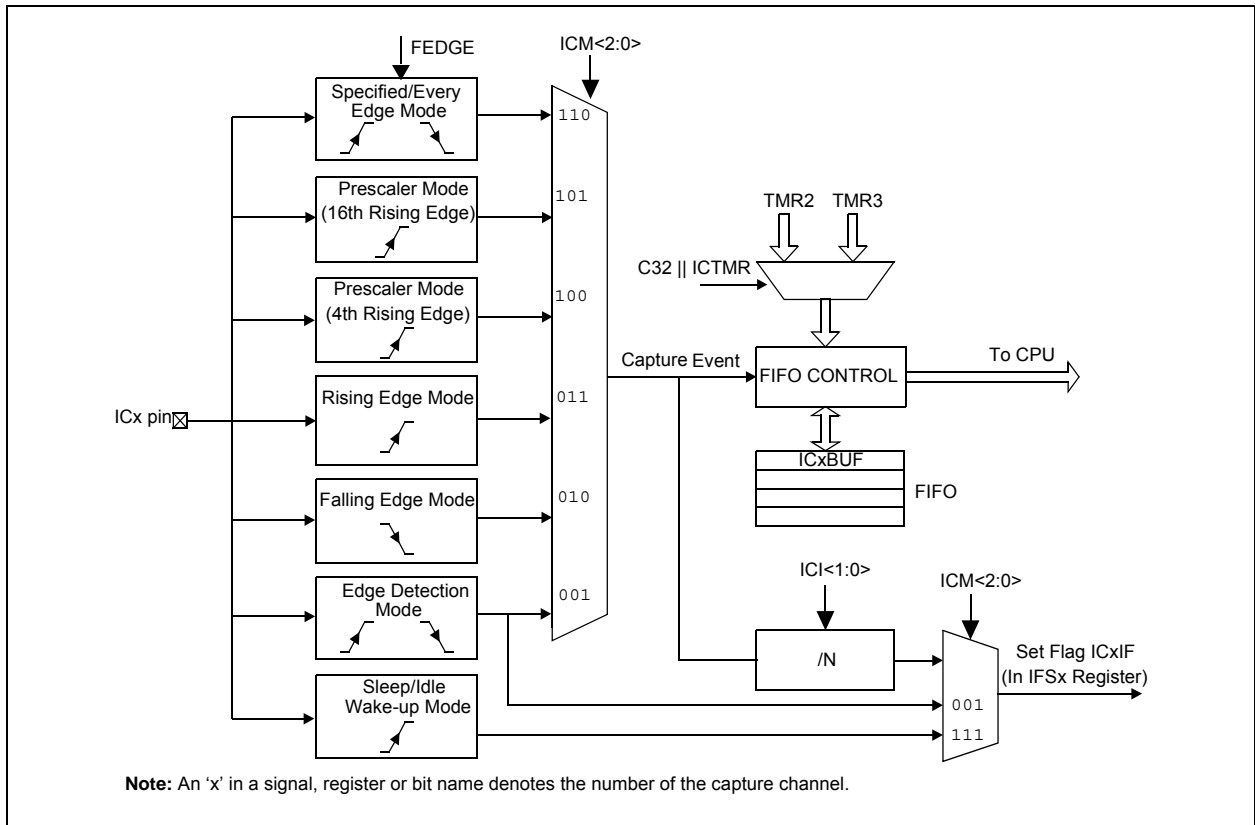 FEDGE
ICM<2:0>
Specified/Every
Edge Mode
110
Prescaler Mode
(16th Rising Edge)
101
TMR2
TMR3
C32 || ICTMR
Prescaler Mode
(4th Rising Edge)
100
Capture Event
FIFO CONTROL
To CPU
ICx pin
Rising Edge Mode
011
ICxBUF
FIFO
Falling Edge Mode
010
ICI<1:0>
ICM<2:0>
Edge Detection
Mode
001
/N
Set Flag ICxIF
(In IFSx Register)
Sleep/Idle
Wake-up Mode
001
111
Note: An ‘x’ in a signal, register or bit name denotes the number of the capture channel.